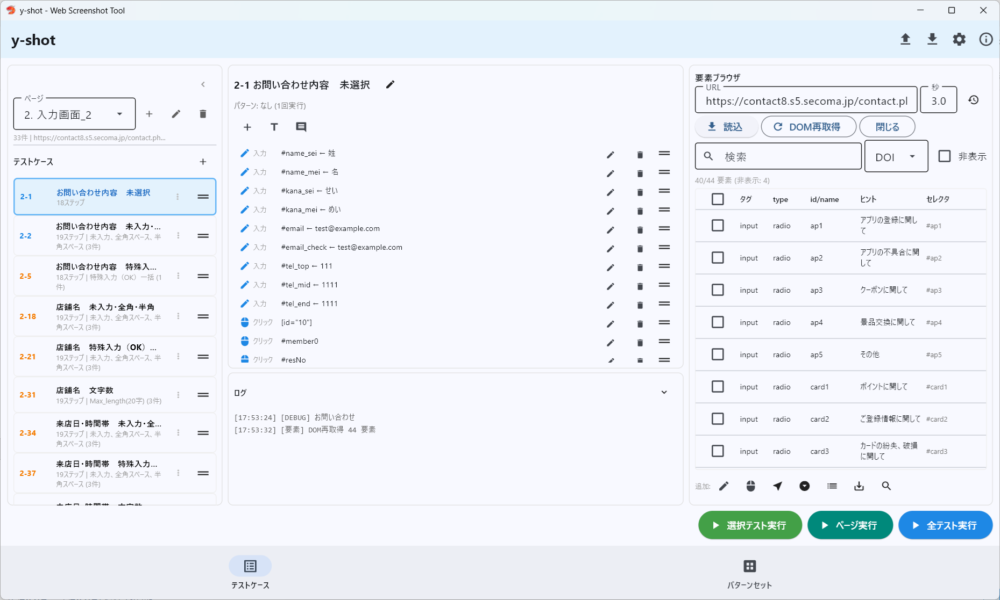 y-shot - Web Screenshot Tool
y-shot
ページ
2. 入力画面_2
33件 | https://contact8.s5.secoma.jp/contact.ph...
テストケース
2-1
お問い合わせ内容　未選択
18ステップ
2-2
お問い合わせ内容　未入力・...
19ステップ | 未入力、全角スペース、半
角スペース (3件)
2-5
お問い合わせ内容　特殊入...
18ステップ | 特殊入力（OK）一括 (1
件)
2-18
店舗名　未入力・全角・半角
19ステップ | 未入力、全角スペース、半
角スペース (3件)
2-21
店舗名　特殊入力（OK）...
19ステップ | 未入力、全角スペース、半
角スペース (3件)
2-31
店舗名　文字数
19ステップ | Max_length(20字) (3件)
2-34
来店日・時間帯　未入力・全...
19ステップ | 未入力、全角スペース、半
角スペース (3件)
2-37
来店日・時間帯　特殊入力...
19ステップ | 未入力、全角スペース、半
角スペース (3件)
来店日・時間帯　文字数
2-1 お問い合わせ内容　未選択
パターン: なし (1回実行)
入力 #name_sei ← 姓
入力 #name_mei ← 名
入力 #kana_sei ← せい
入力 #kana_mei ← めい
入力 #email ← test@example.com
入力 #email_check ← test@example.com
入力 #tel_top ← 111
入力 #tel_mid ← 1111
入力 #tel_end ← 1111
クリック [id="10"]
クリック #member0
クリック #resNo
ログ
[17:53:24] [DEBUG] お問い合わせ
[17:53:32] [要素] DOM再取得 44 要素
要素ブラウザ
URL
https://contact8.s5.secoma.jp/contact.pl
秒
3.0
読込
DOM再取得
閉じる
検索
DOI
非表示
40/44 要素 (非表示: 4)
タグ type id/name ヒント セレクタ
input radio ap1 アプリの登録に関し
て #ap1
input radio ap2 アプリの不具合に関
して #ap2
input radio ap3 クーポンに関して #ap3
input radio ap4 景品交換に関して #ap4
input radio ap5 その他 #ap5
input radio card1 ポイントに関して #card1
input radio card2 ご登録情報に関して #card2
input radio card3 カードの紛失、破損
に関して #card3
追加:
選択テスト実行
ページ実行
全テスト実行
テストケース
パターンセット